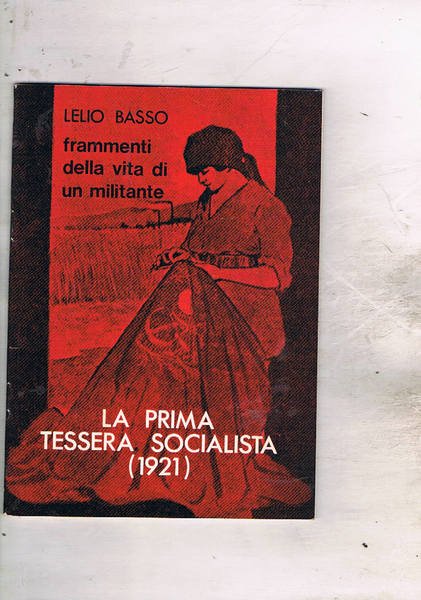 LELIO BASSO
frammenti
della vita di
un militante
LA PRIMA
TESSERA SOCIALISTA
(1921)